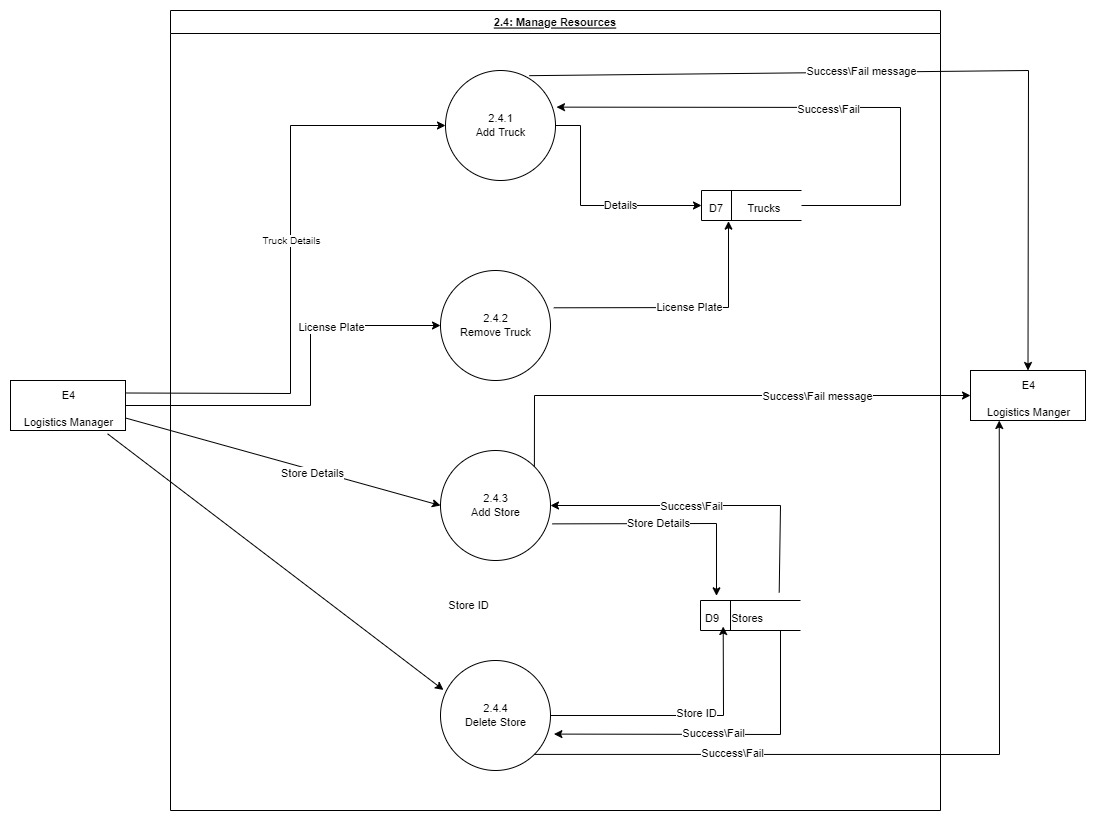 2.4: Manage Resources
Success\Fail message
Success\Fail
2.4.1
Add Truck
Details
D7
Trucks
Truck Details
License Plate
2.4.2
Remove Truck
License Plate
E4
Logistics Manager
E4
Logistics Manger
Success\Fail message
Store Details
2.4.3
Add Store
Success\Fail
Store Details
Store ID
D9
Stores
2.4.4
Delete Store
Store ID
Success\Fail
Success\Fail